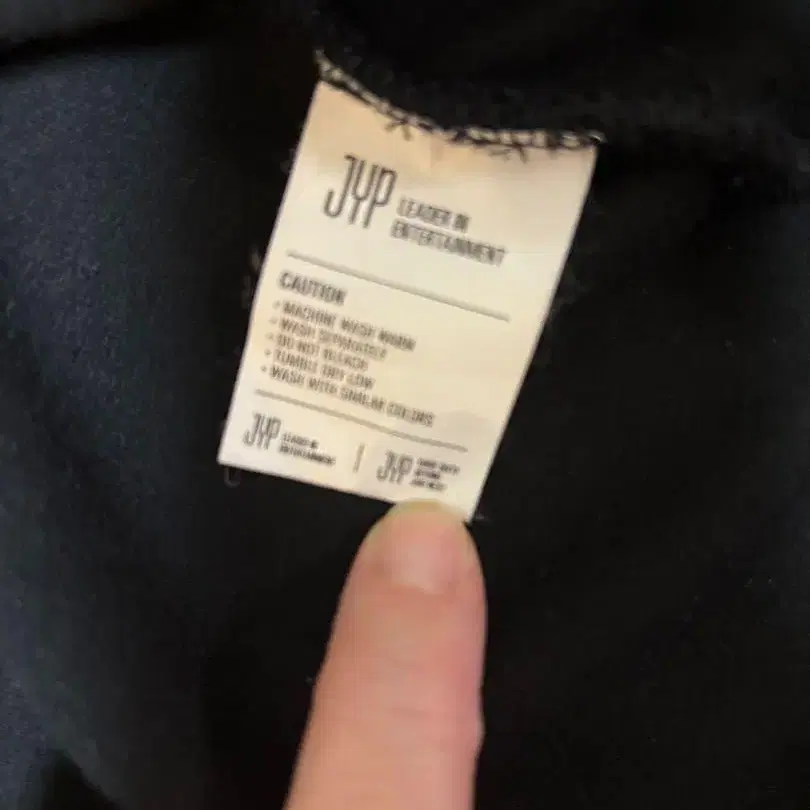 JYP LEADER IN
ENTERTAINMENT
CAUTION
• MACHINE WASH WARM
• WASH SEPARATELY
• DO NOT BLEACH
• TUMBLE DRY LOW
• WASH WITH SIMILAR COLORS
JYP LEADER IN
ENTERTAINMENT
JYP